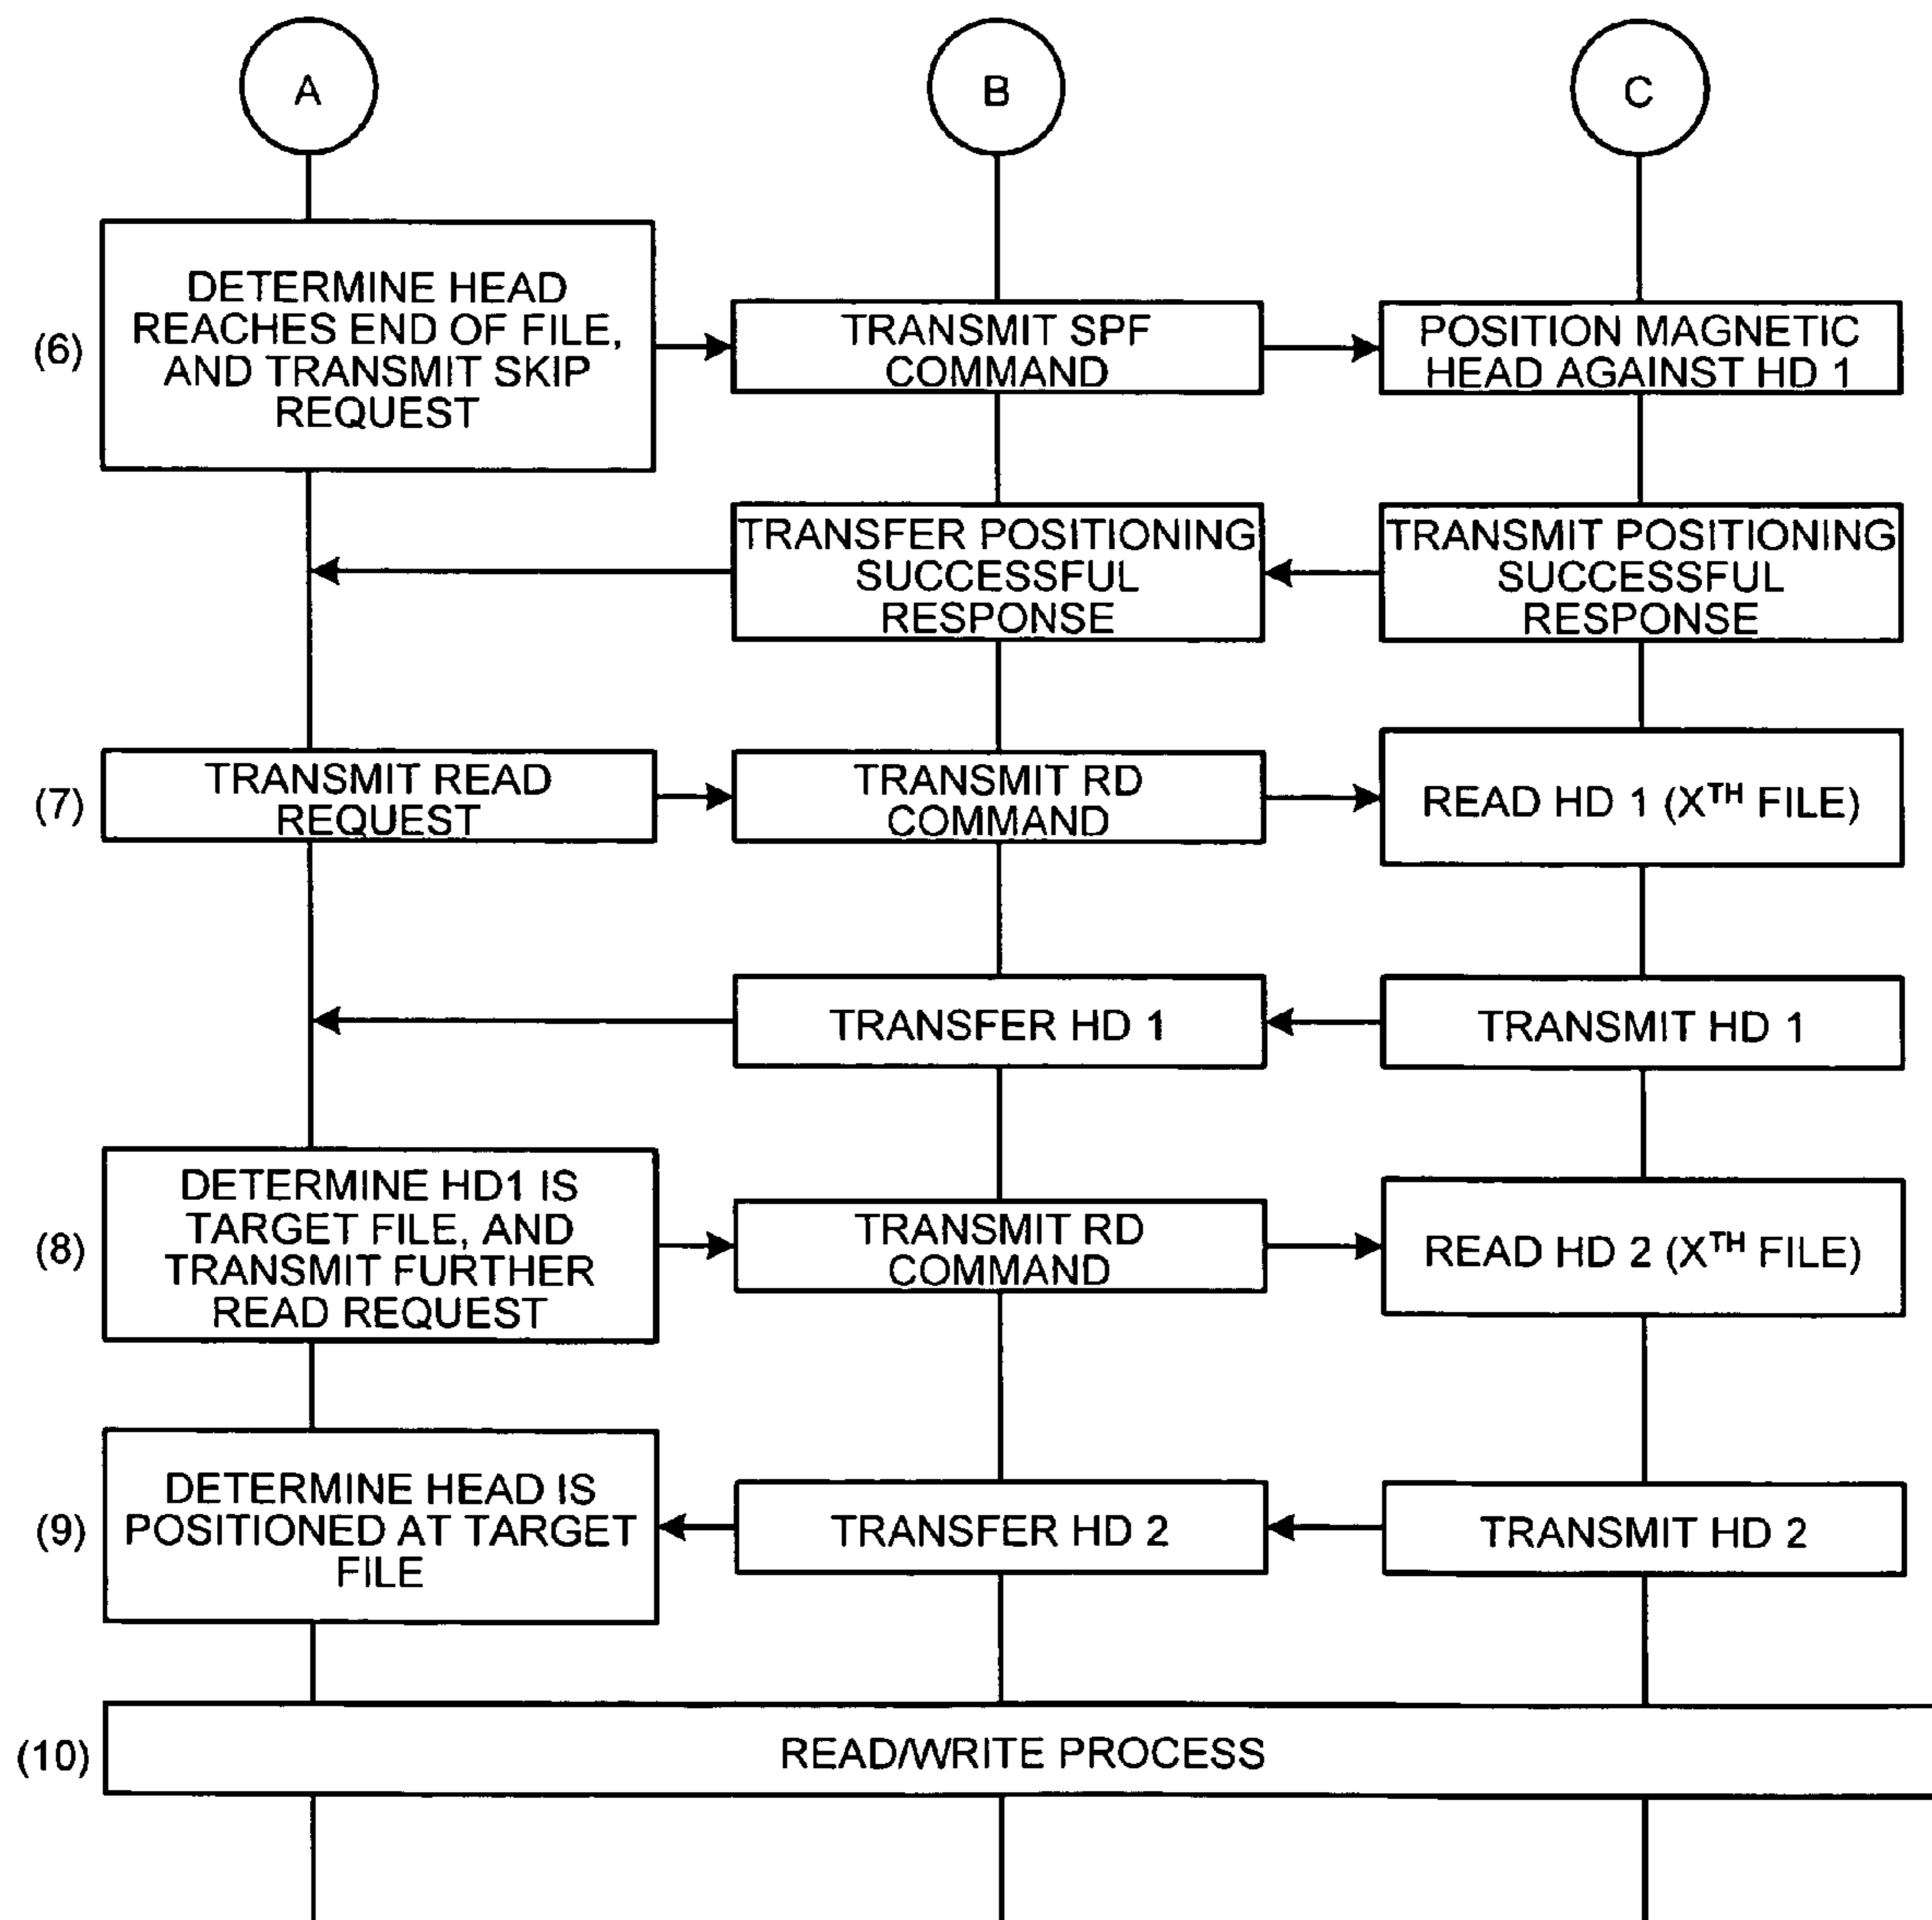 A
B
C
(6)
DETERMINE HEAD
REACHES END OF FILE,
AND TRANSMIT SKIP
REQUEST
TRANSMIT SPF
COMMAND
POSITION MAGNETIC
HEAD AGAINST HD 1
TRANSFER POSITIONING
SUCCESSFUL
RESPONSE
TRANSMIT POSITIONING
SUCCESSFUL
RESPONSE
(7)
TRANSMIT READ
REQUEST
TRANSMIT RD
COMMAND
READ HD 1 (XTH FILE)
TRANSFER HD 1
TRANSMIT HD 1
(8)
DETERMINE HD1 IS
TARGET FILE, AND
TRANSMIT FURTHER
READ REQUEST
TRANSMIT RD
COMMAND
READ HD 2 (XTH FILE)
(9)
DETERMINE HEAD IS
POSITIONED AT TARGET
FILE
TRANSFER HD 2
TRANSMIT HD 2
(10)
READ/WRITE PROCESS